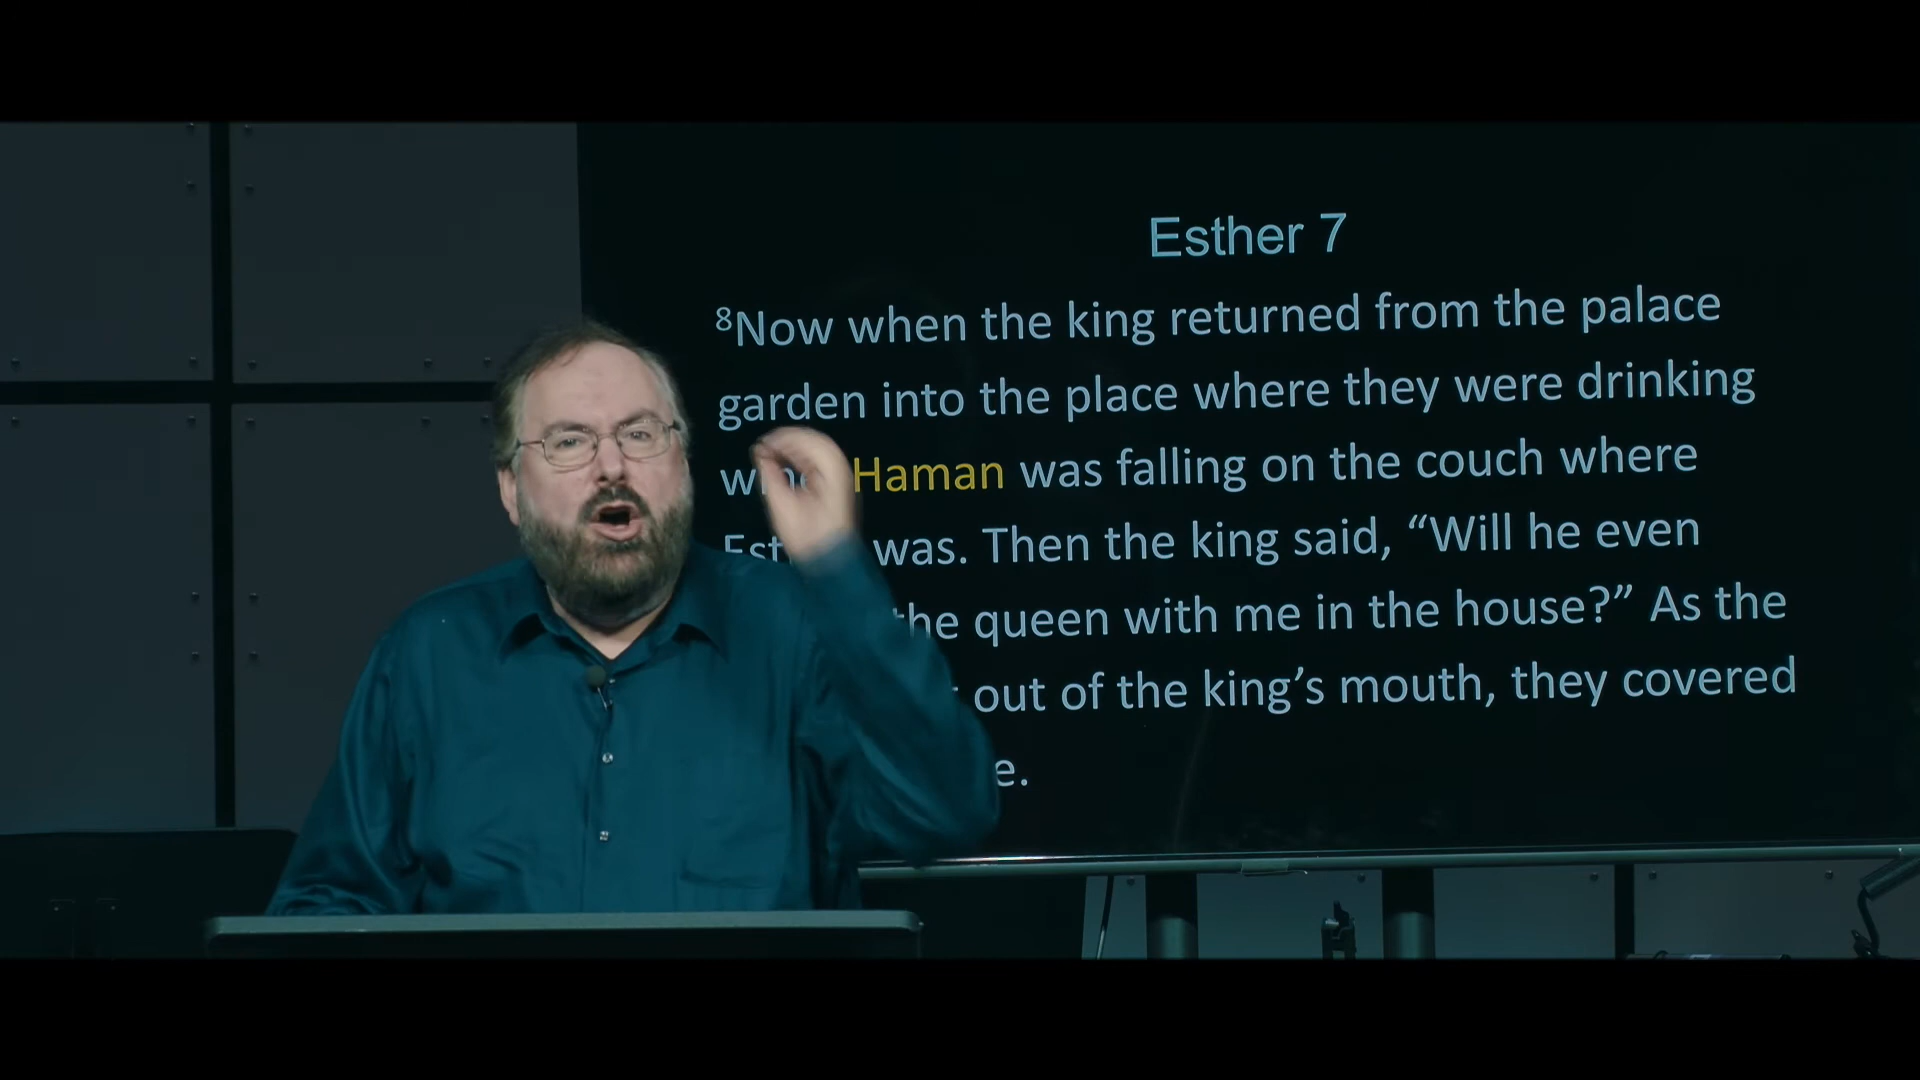 Esther 7
⁸Now when the king returned from the palace
garden into the place where they were drinking
Haman was falling on the couch where
was. Then the king said, “Will he even
the queen with me in the house?” As the
out of the king’s mouth, they covered